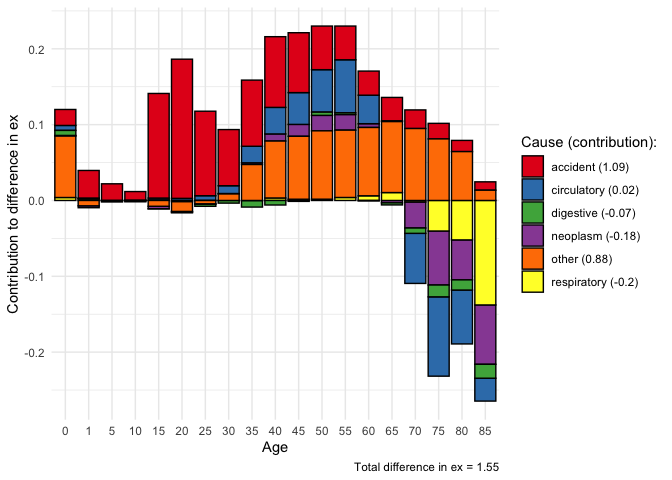 Contribution to difference in ex
0.2
0.1
0.0
-0.1
-0.2
0 1 5 10 15 20 25 30 35 40 45 50 55 60 65 70 75 80 85
Age
Cause (contribution):
accident (1.09)
circulatory (0.02)
digestive (-0.07)
neoplasm (-0.18)
other (0.88)
respiratory (-0.2)
Total difference in ex = 1.55